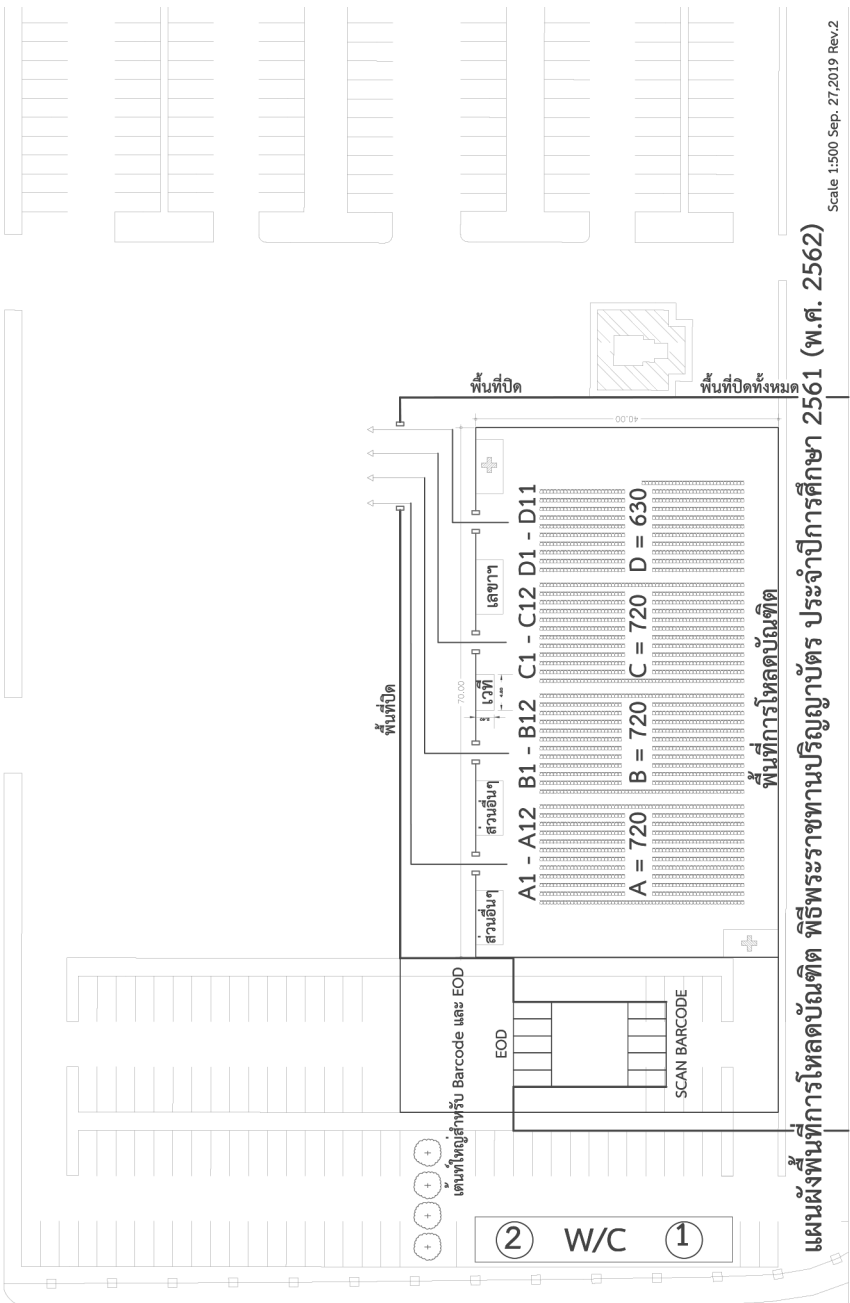 พื้นที่ปิด
พื้นที่ปิด
พื้นที่ปิดทั้งหมด
70.00
40.00
ส่วนอื่นๆ
ส่วนอื่นๆ
เวที
เลขาฯ
A1 - A12
B1 - B12
C1 - C12
D1 - D11
A = 720
B = 720
C = 720
D = 630
พื้นที่การโหลดบัณฑิต
เต้นท์ใหญ่สำหรับ Barcode และ EOD
EOD
SCAN BARCODE
2
W/C
1
แผนผังพื้นที่การโหลดบัณฑิต พิธีพระราชทานปริญญาบัตร ประจำปีการศึกษา 2561 (พ.ศ. 2562)
Scale 1:500 Sep. 27,2019 Rev.2